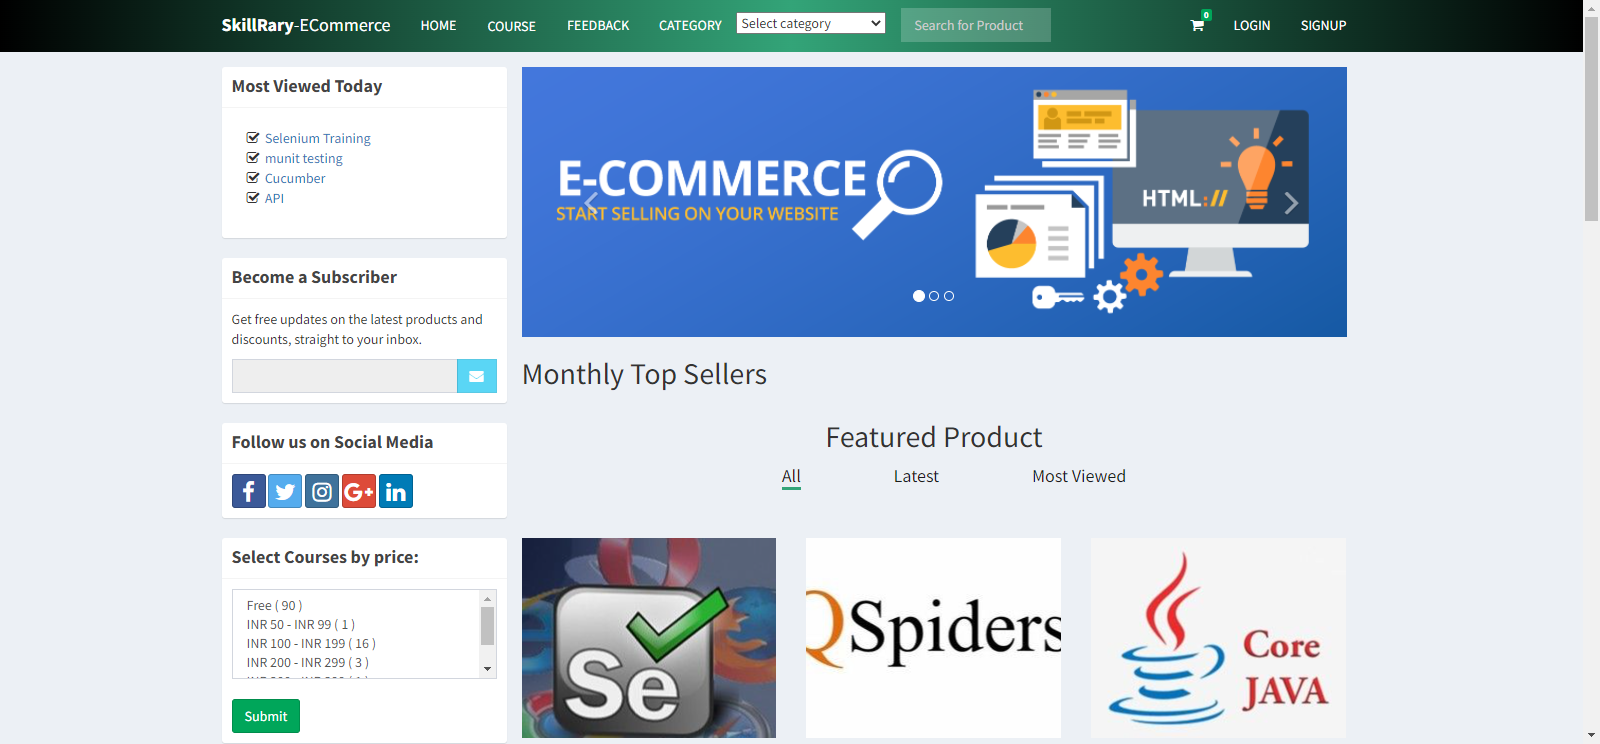 SkillRary-ECommerce HOME COURSE FEEDBACK CATEGORY Select category Search for Product 0 LOGIN SIGNUP
Most Viewed Today
Selenium Training
munit testing
Cucumber
API
Become a Subscriber
Get free updates on the latest products and
discounts, straight to your inbox.
Follow us on Social Media
Select Courses by price:
Free ( 90 )
INR 50 - INR 99 ( 1 )
INR 100 - INR 199 ( 16 )
INR 200 - INR 299 ( 3 )
Submit
E-COMMERCE
START SELLING ON YOUR WEBSITE
HTML://
Monthly Top Sellers
Featured Product
All Latest Most Viewed
Se
QSpiders
Core
JAVA